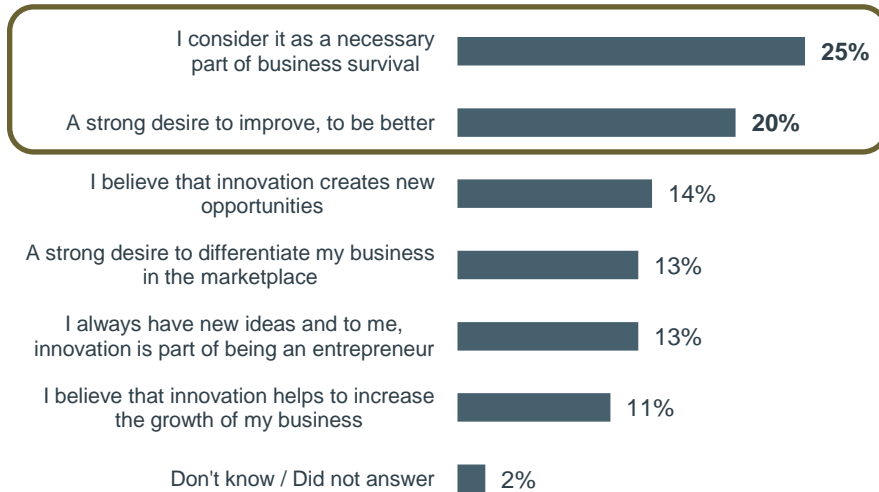 I consider it as a necessary
part of business survival
25%
A strong desire to improve, to be better
20%
I believe that innovation creates new
opportunities
14%
A strong desire to differentiate my business
in the marketplace
13%
I always have new ideas and to me,
innovation is part of being an entrepreneur
13%
I believe that innovation helps to increase
the growth of my business
11%
Don't know / Did not answer
2%